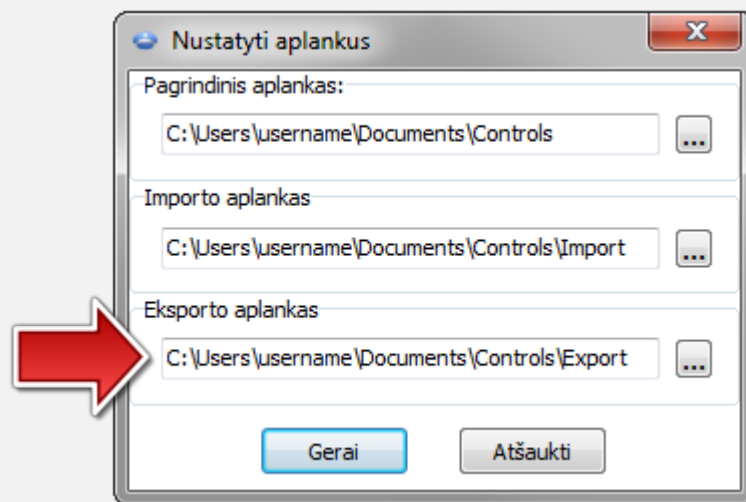 Nustatyti aplankus
Pagrindinis aplankas:
C:\Users\username\Documents\Controls
...
Importo aplankas
C:\Users\username\Documents\Controls\Import
...
Eksporto aplankas
C:\Users\username\Documents\Controls\Export
...
Gerai
Atšaukti